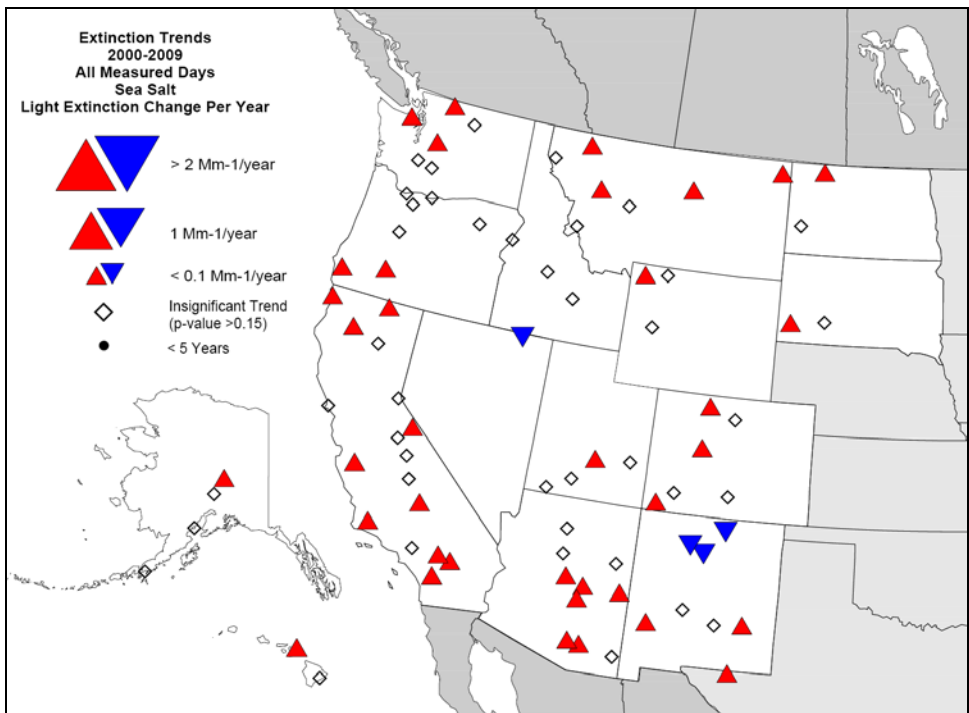 Extinction Trends
2000-2009
All Measured Days
Sea Salt
Light Extinction Change Per Year
> 2 Mm-1/year
1 Mm-1/year
< 0.1 Mm-1/year
Insignificant Trend
(p-value >0.15)
< 5 Years